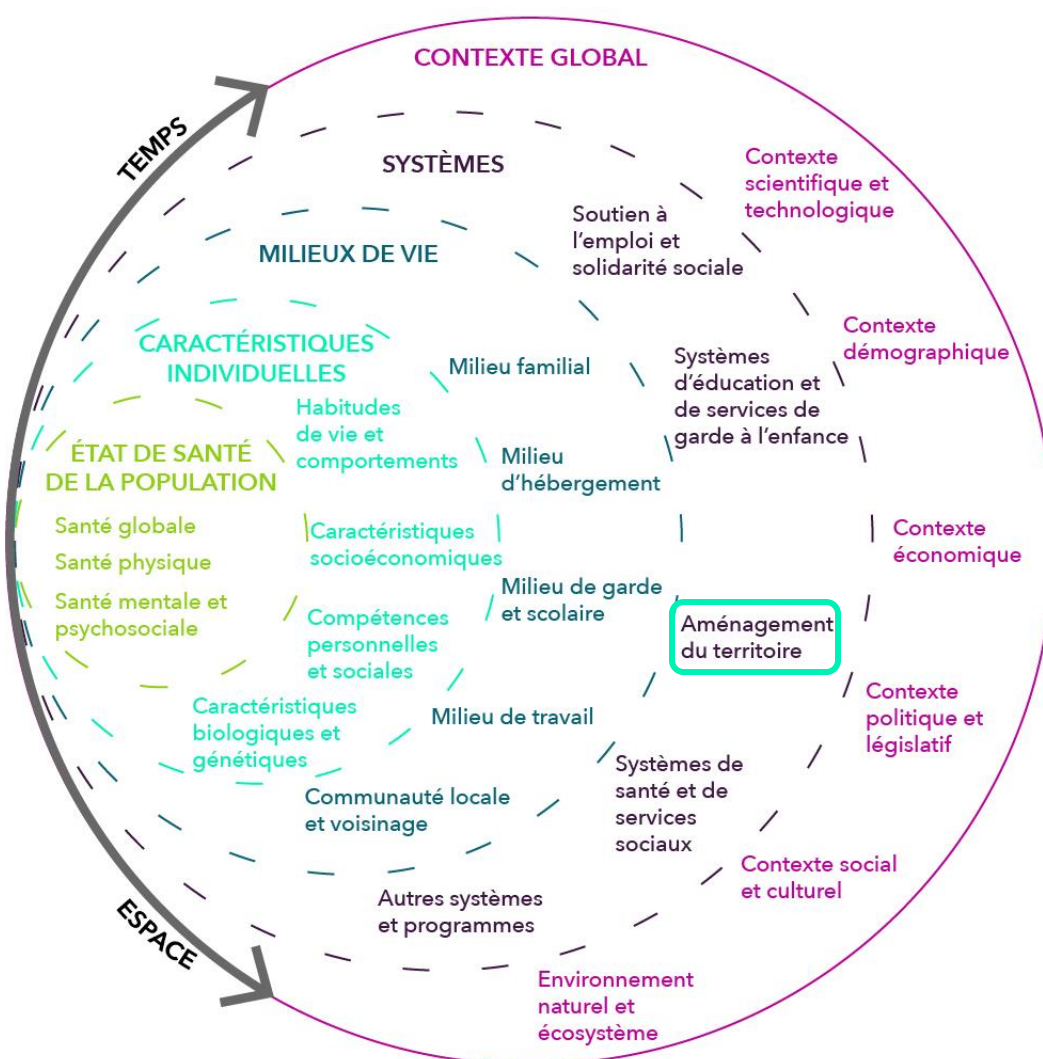 CONTEXTE GLOBAL
TEMPS
SYSTÈMES
Contexte
scientifique et
technologique
Soutien à
l'emploi et
solidarité sociale
MILIEUX DE VIE
Contexte
démographique
CARACTÉRISTIQUES
INDIVIDUELLES
Milieu familial
Systèmes
d'éducation et
de services de
garde à l'enfance
Habitudes
de vie et
comportements
ÉTAT DE SANTÉ
DE LA POPULATION
Milieu
d'hébergement
Santé globale
Santé physique
Santé mentale et
psychosociale
Caractéristiques
socioéconomiques
Contexte
économique
Milieu de garde
et scolaire
Compétences
personnelles
et sociales
Aménagement
du territoire
Contexte
politique et
législatif
Caractéristiques
biologiques et
génétiques
Milieu de travail
Systèmes de
santé et de
services
sociaux
Communauté locale
et voisinage
Contexte social
et culturel
Autres systèmes
et programmes
ESPACE
Environnement
naturel et
écosystème